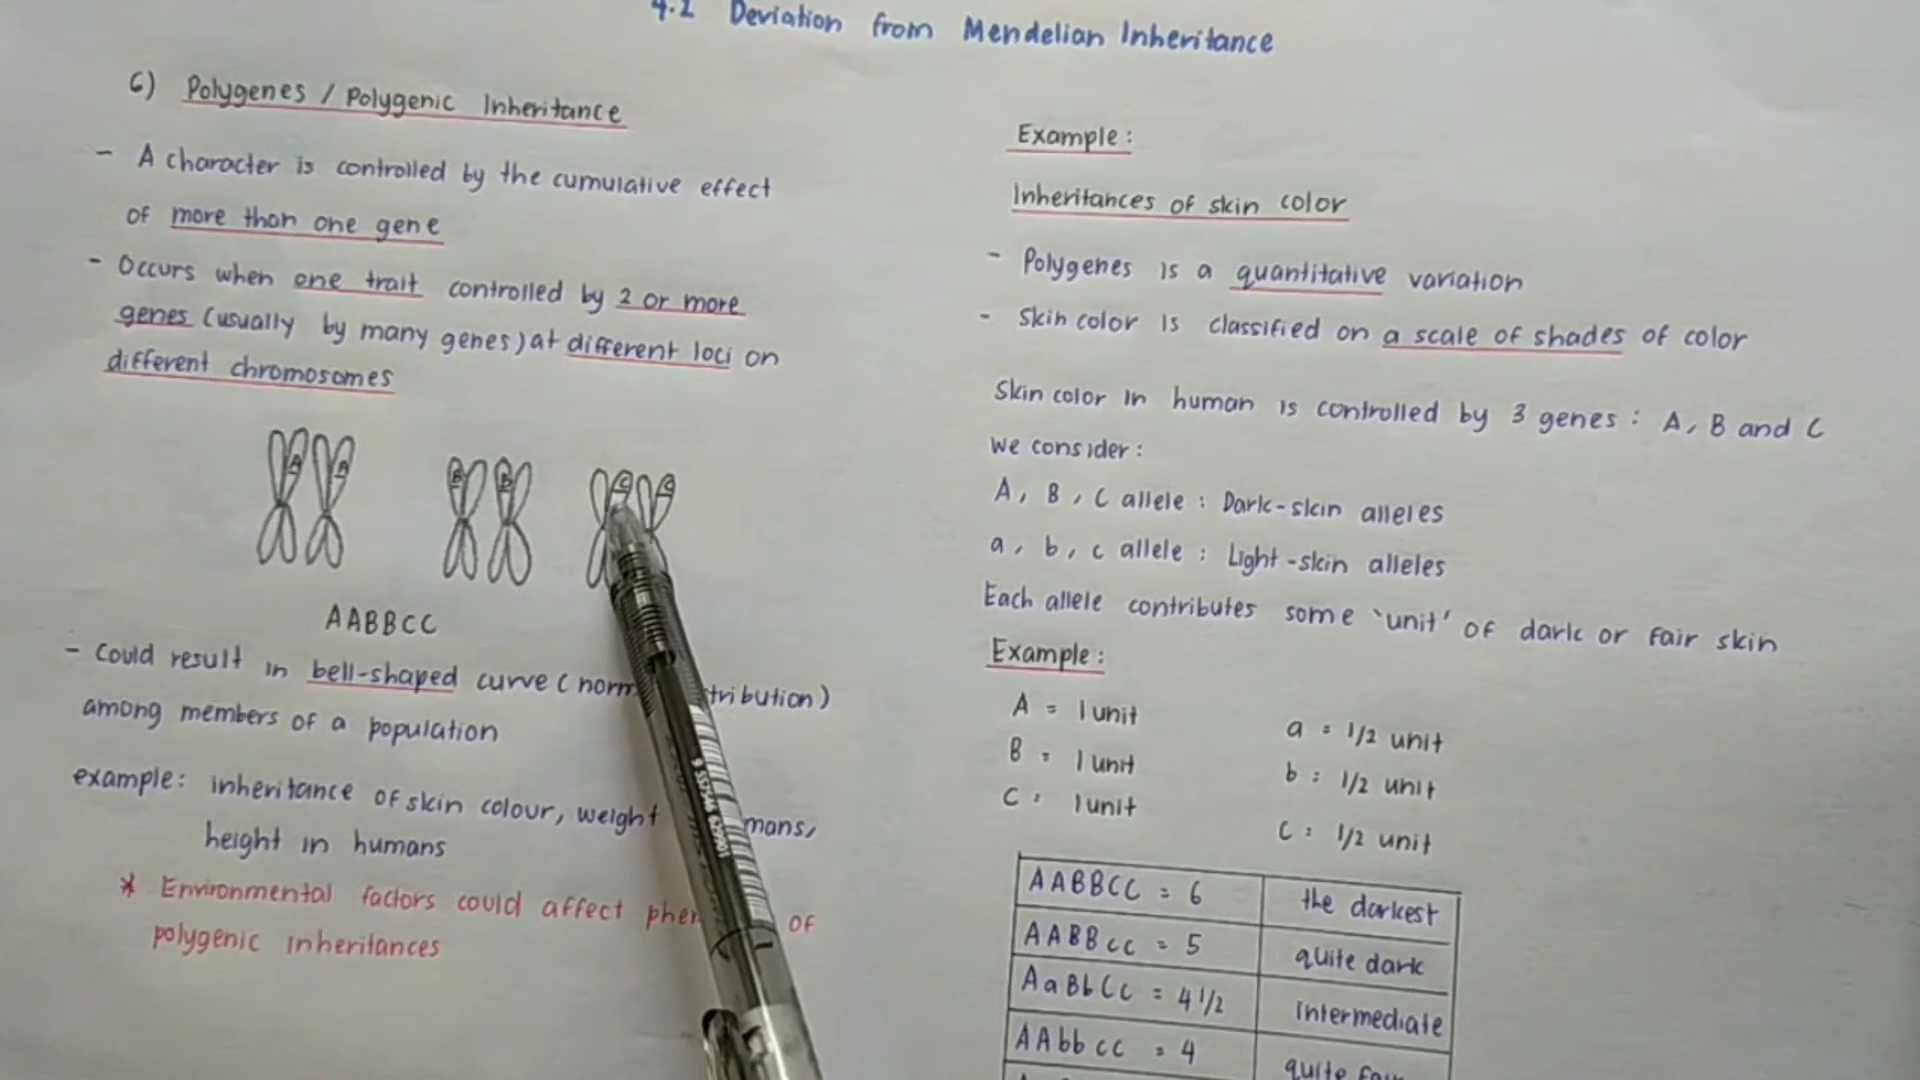 4.2 Deviation from Mendelian Inheritance
6) Polygenes / Polygenic Inheritance
- A character is controlled by the cumulative effect
of more than one gene
- Occurs when one trait controlled by 2 or more
genes (usually by many genes) at different loci on
different chromosomes
A A B B C C
AABBCC
- Could result in bell-shaped curve (norm tribution)
among members of a population
example: inheritance of skin colour, weight mans,
height in humans
* Environmental factors could affect phe of
polygenic inheritances
Example:
Inheritances of skin color
- Polygenes is a quantitative variation
- Skin color is classified on a scale of shades of color
Skin color in human is controlled by 3 genes: A, B and C
We consider:
A, B, C allele: Dark-skin alleles
a, b, c allele: Light-skin alleles
Each allele contributes some 'unit' of dark or fair skin
Example:
A = 1 unit a = 1/2 unit
B = 1 unit b = 1/2 unit
C = 1 unit c = 1/2 unit
AABBCC = 6 the darkest
AABBcc = 5 quite dark
AaBbCc = 4 1/2 intermediate
AAbbcc = 4 quite